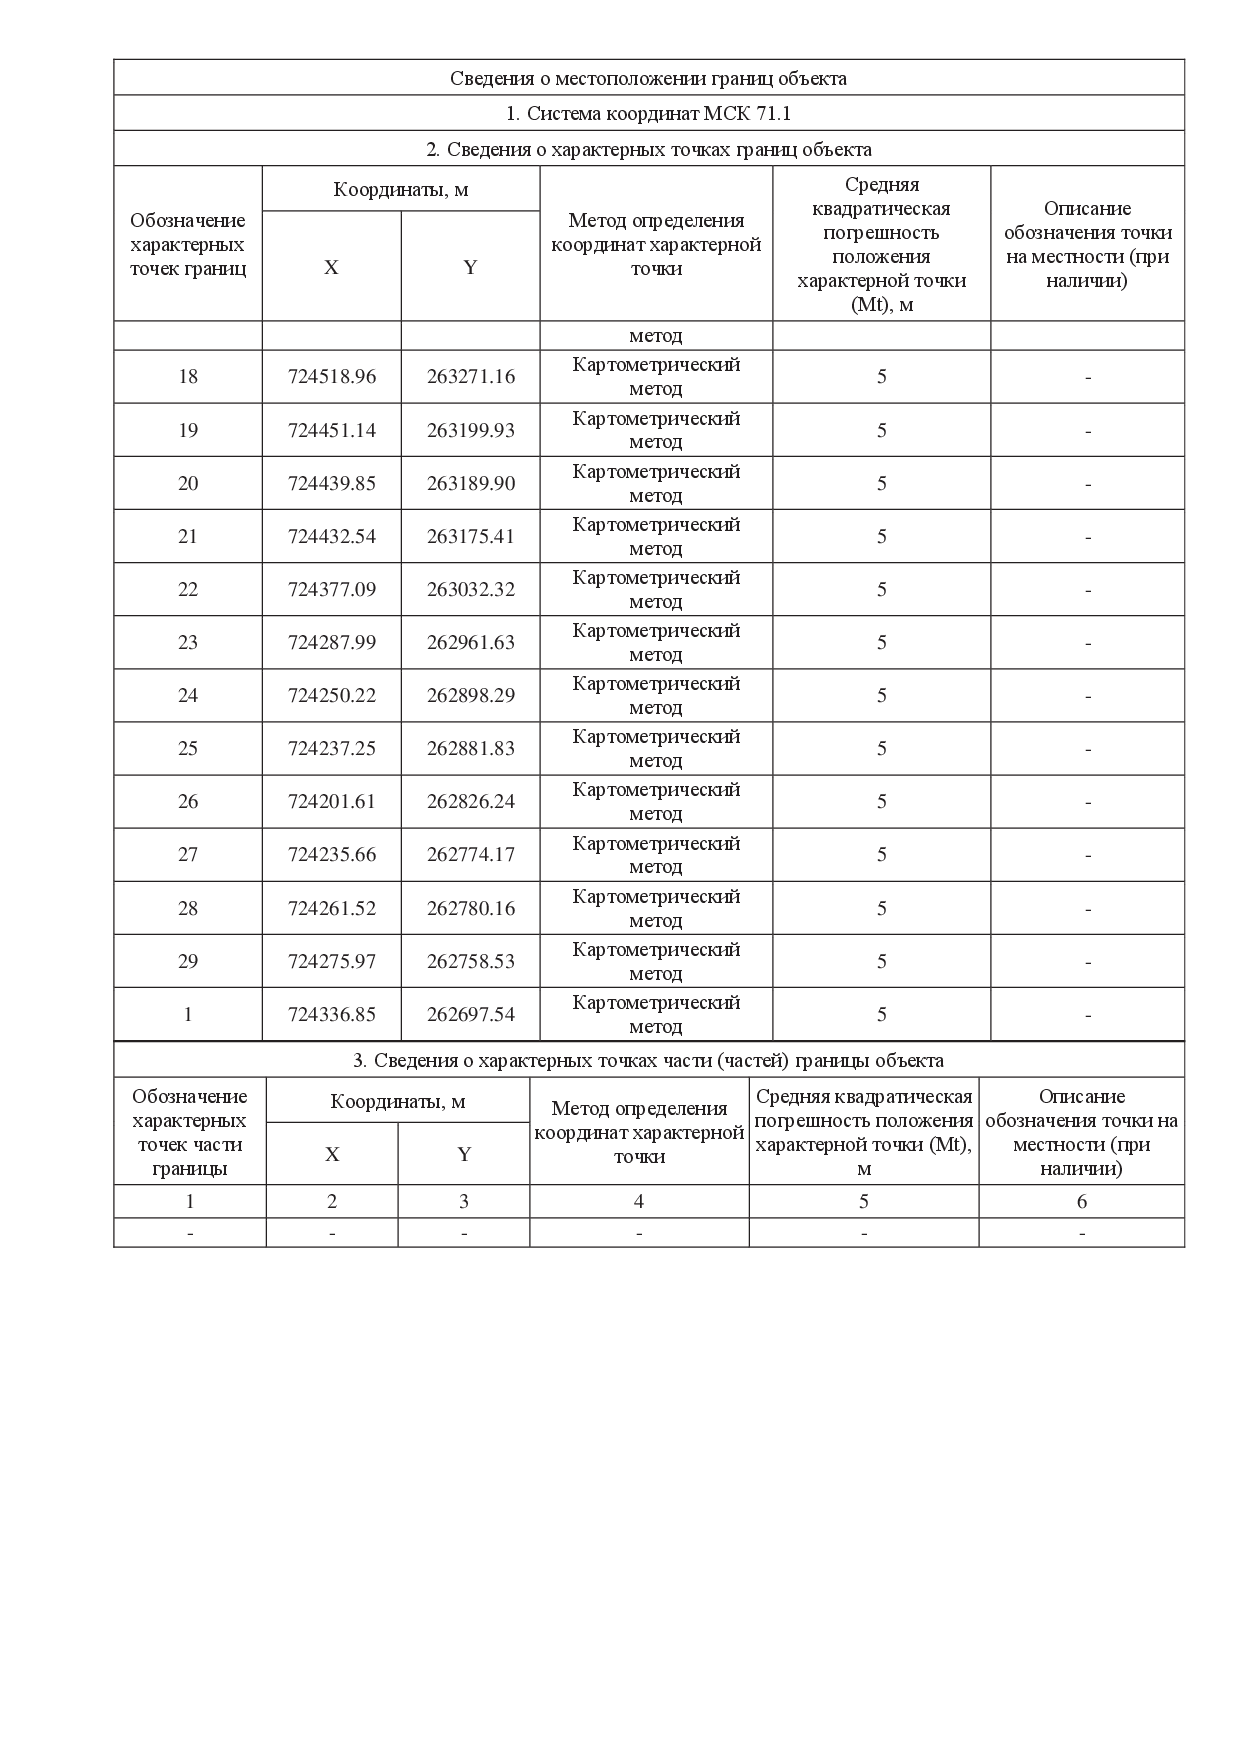 Сведения о местоположении границ объекта
1. Система координат МСК 71.1
2. Сведения о характерных точках границ объекта
Обозначение
характерных
точек границ
Координаты, м
X Y
Метод определения
координат характерной
точки
Средняя
квадратическая
погрешность
положения
характерной точки
(Mt), м
Описание
обозначения точки
на местности (при
наличии)
метод
18 724518.96 263271.16 Картометрический
метод 5 -
19 724451.14 263199.93 Картометрический
метод 5 -
20 724439.85 263189.90 Картометрический
метод 5 -
21 724432.54 263175.41 Картометрический
метод 5 -
22 724377.09 263032.32 Картометрический
метод 5 -
23 724287.99 262961.63 Картометрический
метод 5 -
24 724250.22 262898.29 Картометрический
метод 5 -
25 724237.25 262881.83 Картометрический
метод 5 -
26 724201.61 262826.24 Картометрический
метод 5 -
27 724235.66 262774.17 Картометрический
метод 5 -
28 724261.52 262780.16 Картометрический
метод 5 -
29 724275.97 262758.53 Картометрический
метод 5 -
1 724336.85 262697.54 Картометрический
метод 5 -
3. Сведения о характерных точках части (частей) границы объекта
Обозначение
характерных
точек части
границы
Координаты, м
X Y
Метод определения
координат характерной
точки
Средняя квадратическая
погрешность положения
характерной точки (Mt),
м
Описание
обозначения точки на
местности (при
наличии)
1 2 3 4 5 6
- - - - - -